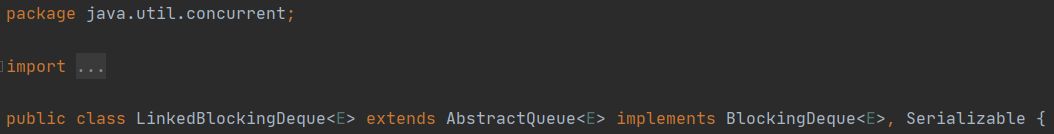 package java.util.concurrent;
import ...
public class LinkedBlockingDeque<E> extends AbstractQueue<E> implements BlockingDeque<E>, Serializable {